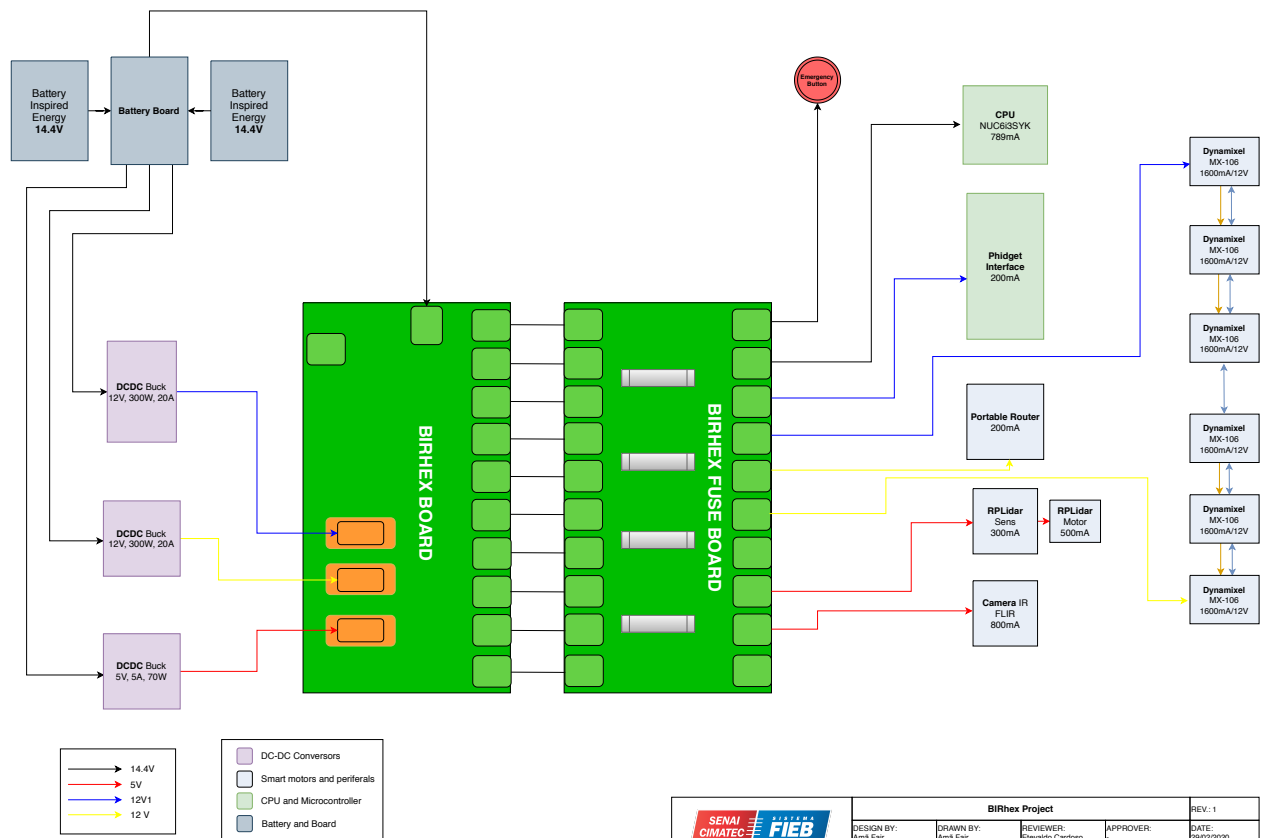 Battery
Inspired
Energy
14.4V
Battery Board
Battery
Inspired
Energy
14.4V
Emergency
Button
CPU
NUC6i3SYK
789mA
Phidget
Interface
200mA
Portable Router
200mA
RPLidar
Sens
300mA
RPLidar
Motor
500mA
Camera IR
FLIR
800mA
Dynamixel
MX-106
1600mA/12V
Dynamixel
MX-106
1600mA/12V
Dynamixel
MX-106
1600mA/12V
Dynamixel
MX-106
1600mA/12V
Dynamixel
MX-106
1600mA/12V
Dynamixel
MX-106
1600mA/12V
DCDC Buck
12V, 300W, 20A
DCDC Buck
12V, 300W, 20A
DCDC Buck
5V, 5A, 70W
BIRHEX BOARD
BIRHEX FUSE BOARD
14.4V
5V
12V1
12 V
DC-DC Conversors
Smart motors and periferals
CPU and Microcontroller
Battery and Board
SENAI
CIMATEC
SISTEMA
FIEB
BIRhex Project
REV.: 1
DESIGN BY:
DRAWN BY:
REVIEWER:
APPROVER:
DATE: